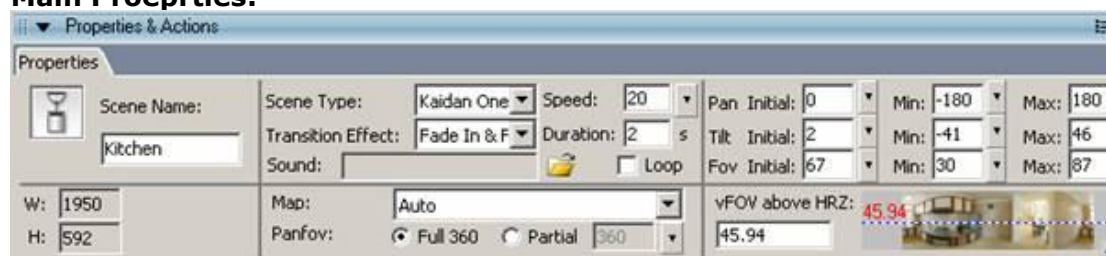 Main Proeprties:
Properties & Actions
Properties
Scene Name:
Kitchen
Scene Type: Kaidan One Speed: 20
Transition Effect: Fade In & F Duration: 2 s
Sound: Loop
Pan Initial: 0 Min: -180 Max: 180
Tilt Initial: 2 Min: -41 Max: 46
Fov Initial: 67 Min: 30 Max: 87
W: 1950
H: 592
Map: Auto
Panfov: Full 360 Partial 360
vFOV above HRZ: 45.94
45.94